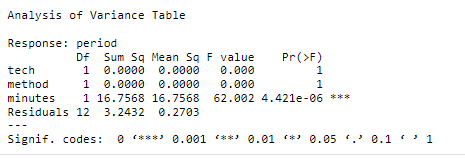 Analysis of Variance Table
Response: period
Df Sum Sq Mean Sq F value Pr(>F)
tech 1 0.0000 0.0000 0.000 1
method 1 0.0000 0.0000 0.000 1
minutes 1 16.7568 16.7568 62.002 4.421e-06 ***
Residuals 12 3.2432 0.2703
---
Signif. codes: 0 ‘***’ 0.001 ‘**’ 0.01 ‘*’ 0.05 ‘.’ 0.1 ‘ ’ 1